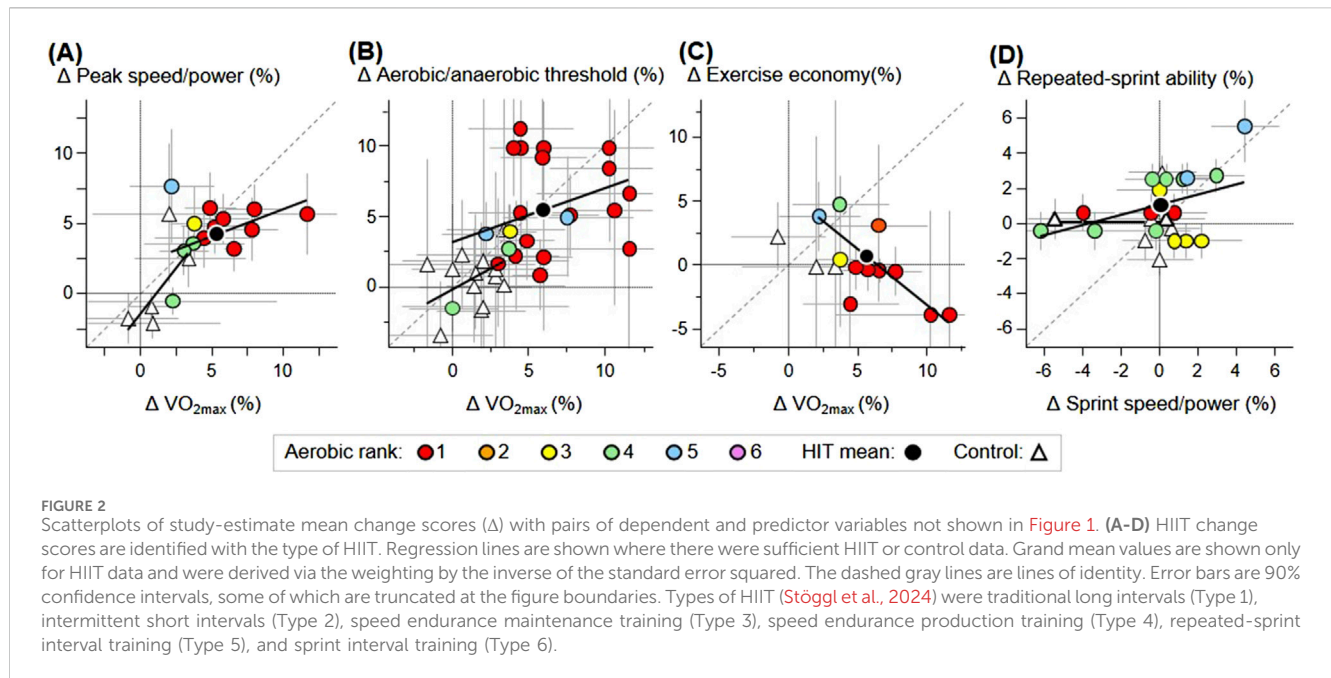 (A)
Δ Peak speed/power (%)
10
5
0
0
5
10
Δ VO2max (%)
(B)
Δ Aerobic/anaerobic threshold (%)
10
5
0
0
5
10
Δ VO2max (%)
(C)
Δ Exercise economy(%)
10
5
0
-5
-5
0
5
10
Δ VO2max (%)
(D)
Δ Repeated-sprint ability (%)
6
4
2
0
-2
-4
-6
-6
-4
-2
0
2
4
6
Δ Sprint speed/power (%)
Aerobic rank: 1 2 3 4 5 6 HIT mean: Control:
FIGURE 2
Scatterplots of study-estimate mean change scores (Δ) with pairs of dependent and predictor variables not shown in Figure 1. (A-D) HIIT change
scores are identified with the type of HIIT. Regression lines are shown where there were sufficient HIIT or control data. Grand mean values are shown only
for HIIT data and were derived via the weighting by the inverse of the standard error squared. The dashed gray lines are lines of identity. Error bars are 90%
confidence intervals, some of which are truncated at the figure boundaries. Types of HIIT (Stöggl et al., 2024) were traditional long intervals (Type 1),
intermittent short intervals (Type 2), speed endurance maintenance training (Type 3), speed endurance production training (Type 4), repeated-sprint
interval training (Type 5), and sprint interval training (Type 6).